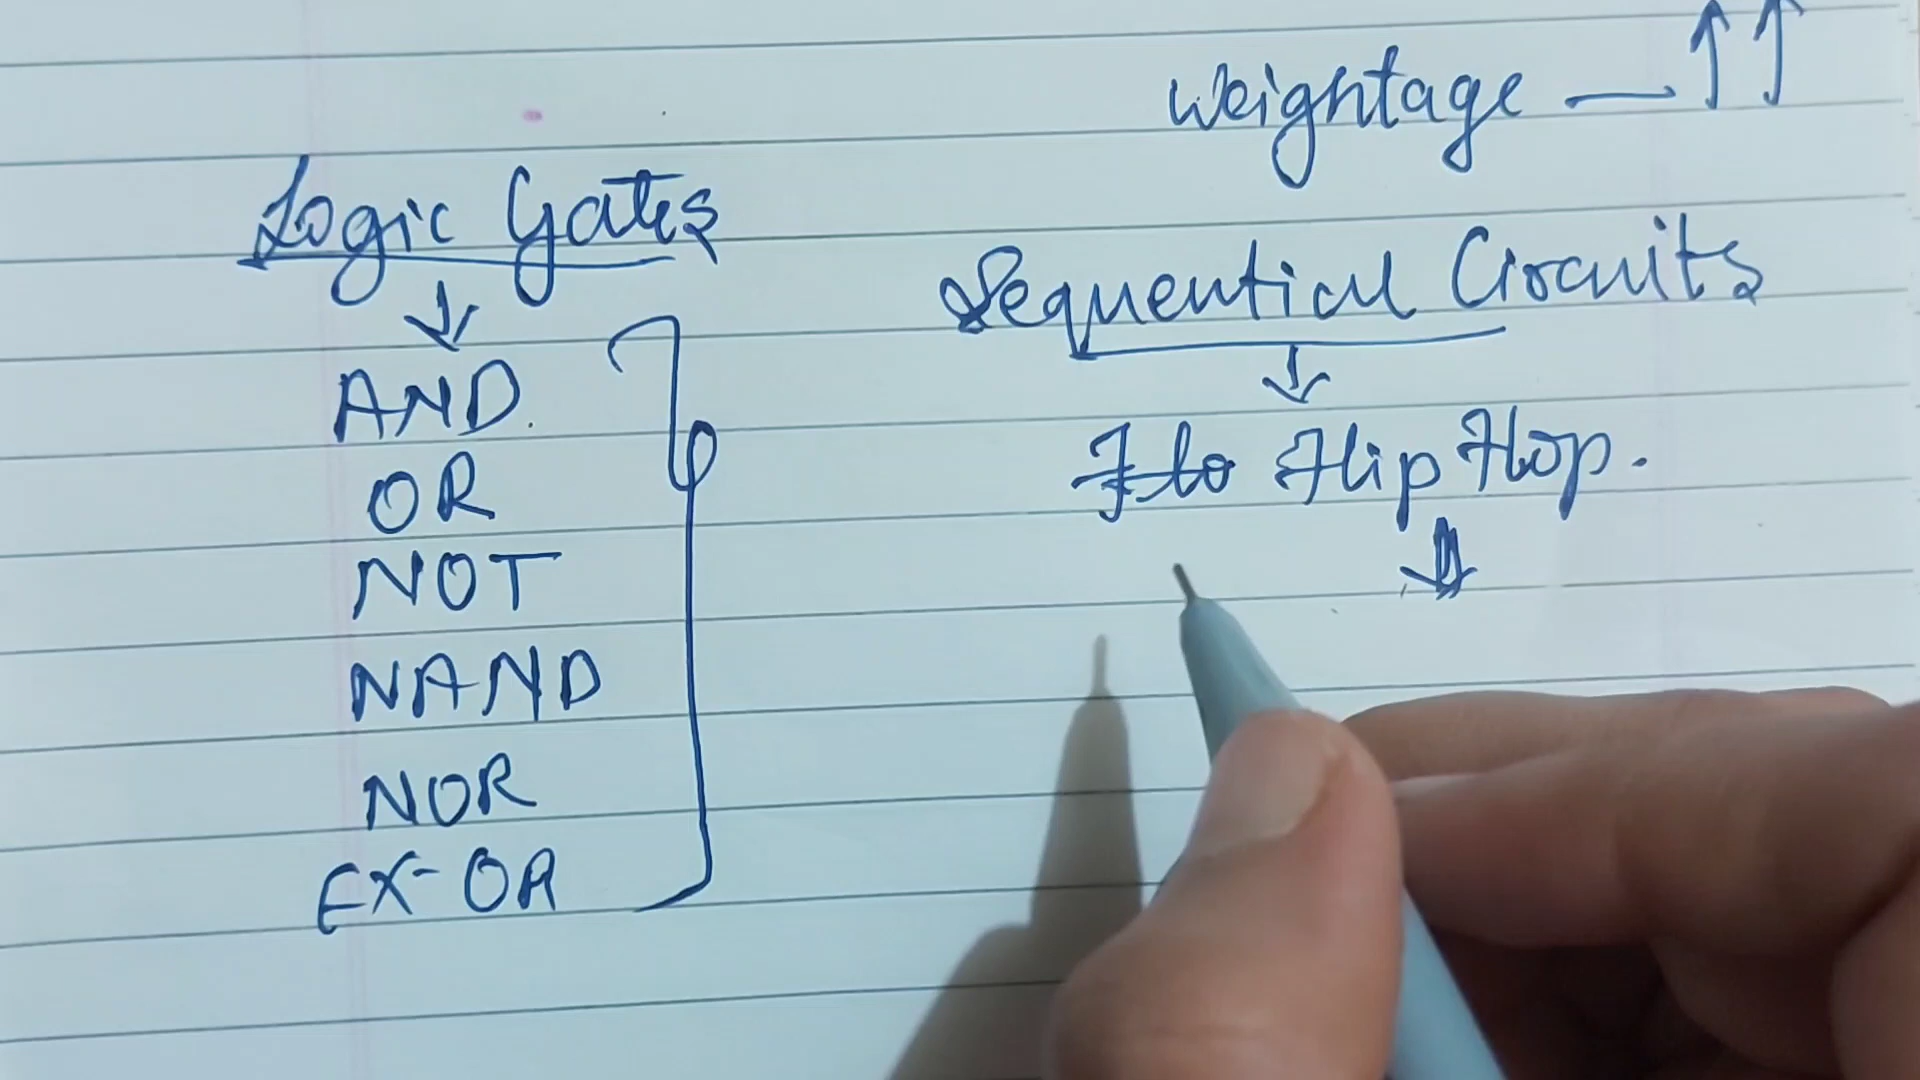 Weightage — ↑↑
Logic Gates
↓
AND.
OR
NOT
NAND
NOR
EX-OR
Sequential Circuits
↓
Flip Flop.
↓